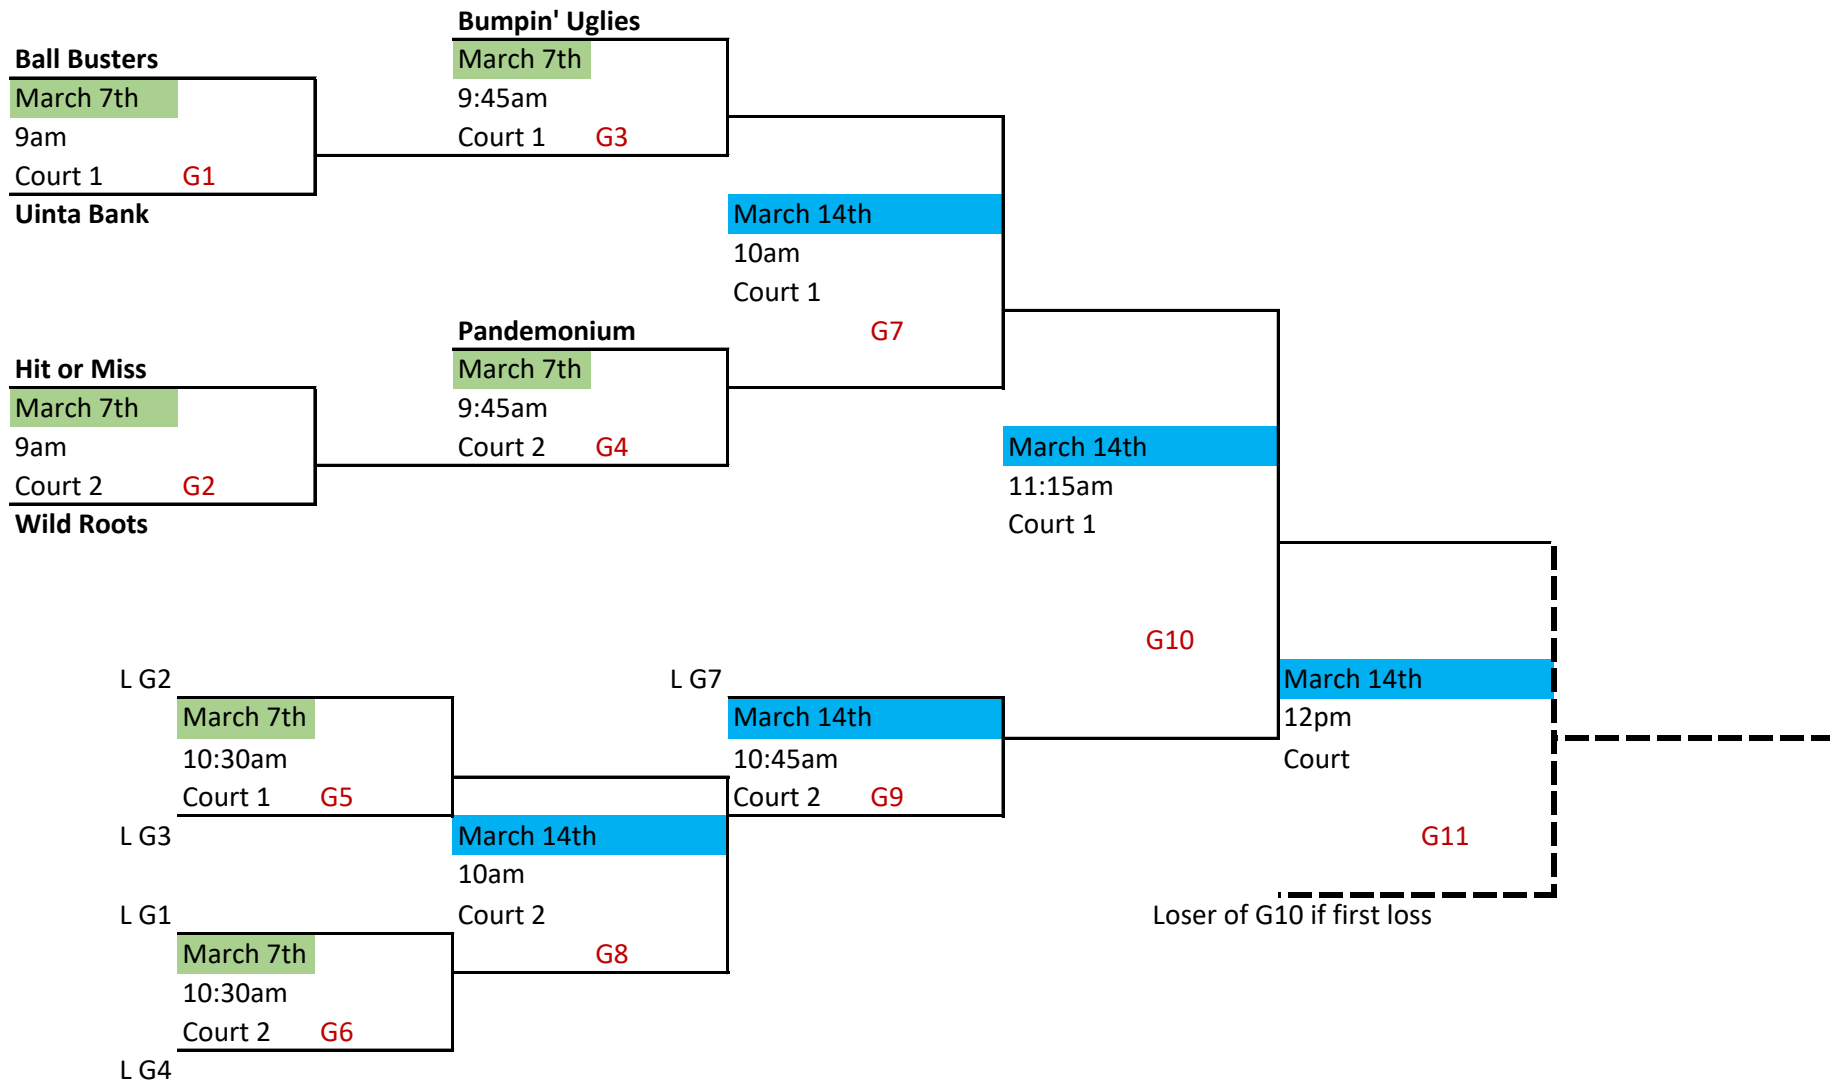 Bumpin' Uglies
Ball Busters
March 7th
March 7th
9:45am
9am
Court 1 G3
Court 1 G1
Uinta Bank
March 14th
10am
Court 1
Pandemonium
G7
Hit or Miss
March 7th
March 7th
9:45am
9am
Court 2 G4
Court 2 G2
Wild Roots
March 14th
11:15am
Court 1
G10
L G2
L G7
March 14th
March 7th
March 14th
12pm
10:30am
10:45am
Court
Court 1 G5
Court 2 G9
L G3
March 14th
G11
10am
L G1
Court 2
Loser of G10 if first loss
March 7th
G8
10:30am
Court 2 G6
L G4